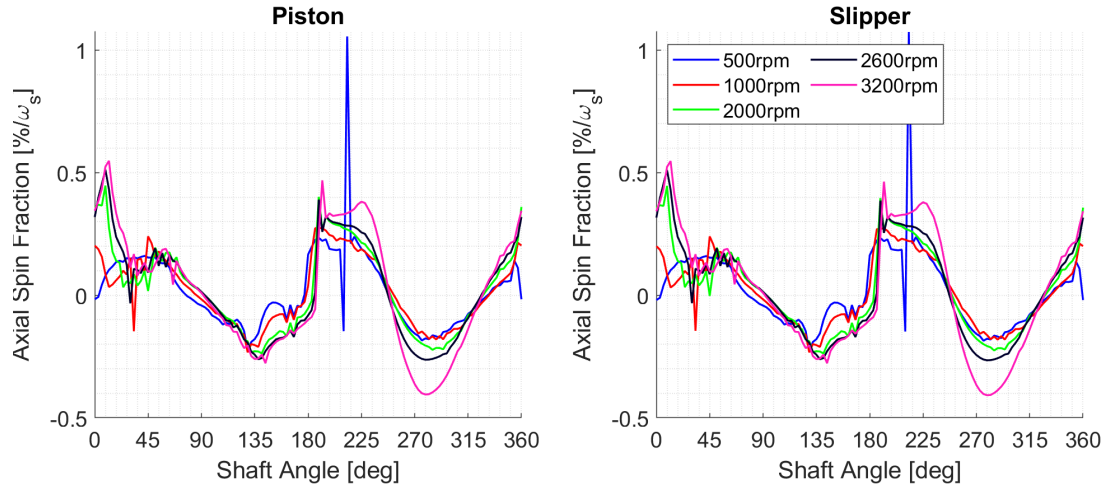 Piston
Axial Spin Fraction [%/ωs]
1
0.5
0
-0.5
0 45 90 135 180 225 270 315 360
Shaft Angle [deg]
Slipper
Axial Spin Fraction [%/ωs]
1
0.5
0
-0.5
500rpm 2600rpm
1000rpm 3200rpm
2000rpm
0 45 90 135 180 225 270 315 360
Shaft Angle [deg]